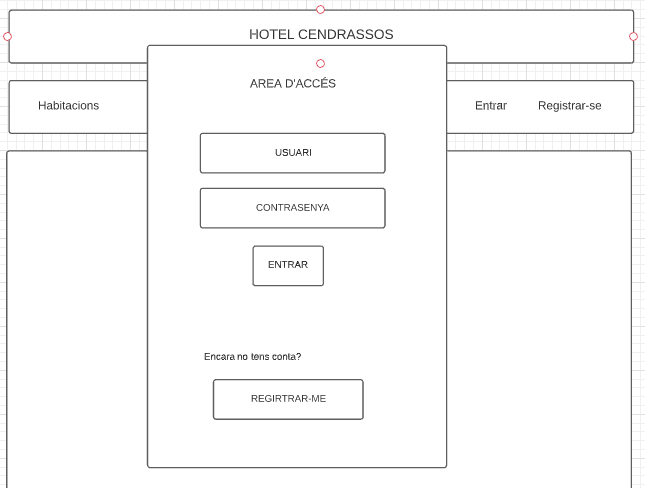 HOTEL CENDRASSOS
AREA D'ACCÉS
Habitacions
Entrar
Registrar-se
USUARI
CONTRASENYA
ENTRAR
Encara no tens conta?
REGIRTRAR-ME